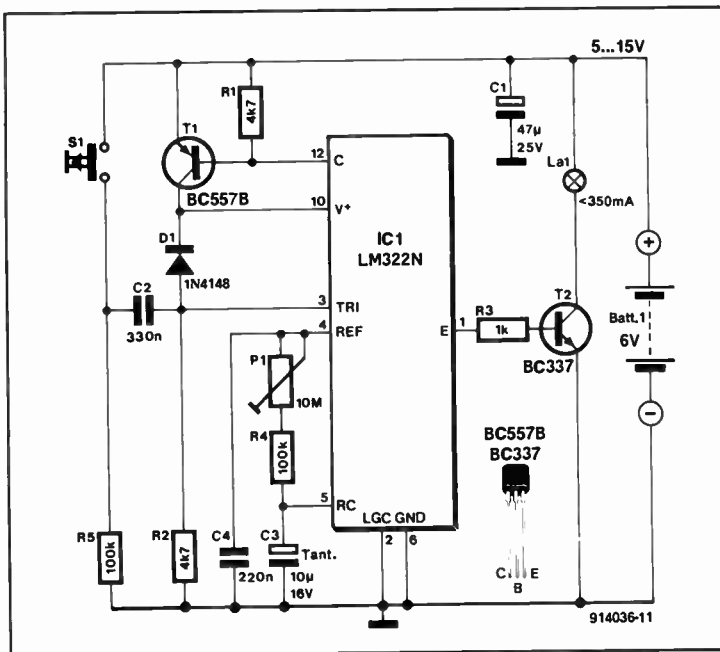 5...15V
R1
4k7
C1
47µ
25V
T1
BC557B
S1
12
C
La1
<350mA
10
V+
IC1
LM322N
D1
1N4148
C2
330n
3
TRI
4
REF
E
1
R3
1k
T2
BC337
+
Batt.1
6V
–
P1
10M
R4
100k
5
RC
BC557B
BC337
C
B
E
LGC
GND
2
6
R5
100k
R2
4k7
C4
220n
C3
Tant.
10µ
16V
914036-11